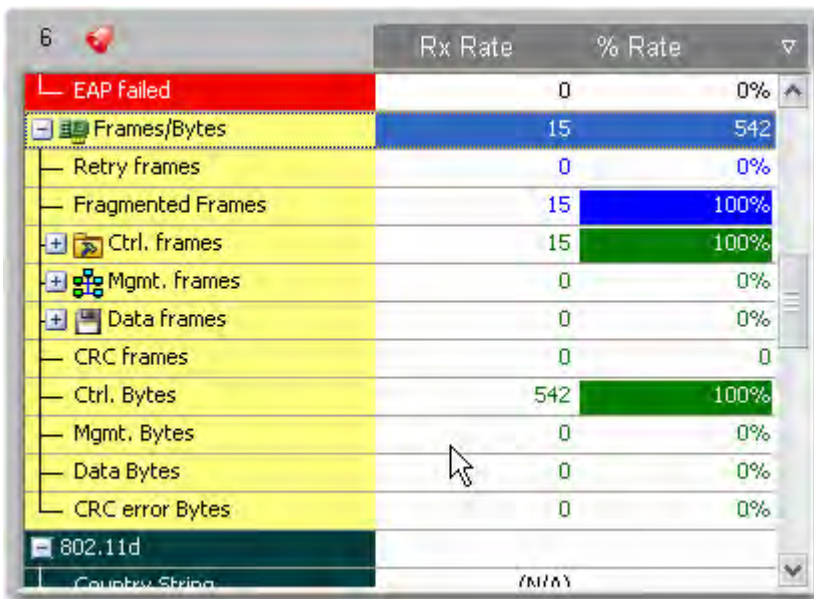 6 Rx Rate % Rate
EAP failed 0 0%
Frames/Bytes 15 542
Retry frames 0 0%
Fragmented Frames 15 100%
Ctrl. frames 15 100%
Mgmt. frames 0 0%
Data frames 0 0%
CRC frames 0 0
Ctrl. Bytes 542 100%
Mgmt. Bytes 0 0%
Data Bytes 0 0%
CRC error Bytes 0 0%
802.11d
Country String (N/A)